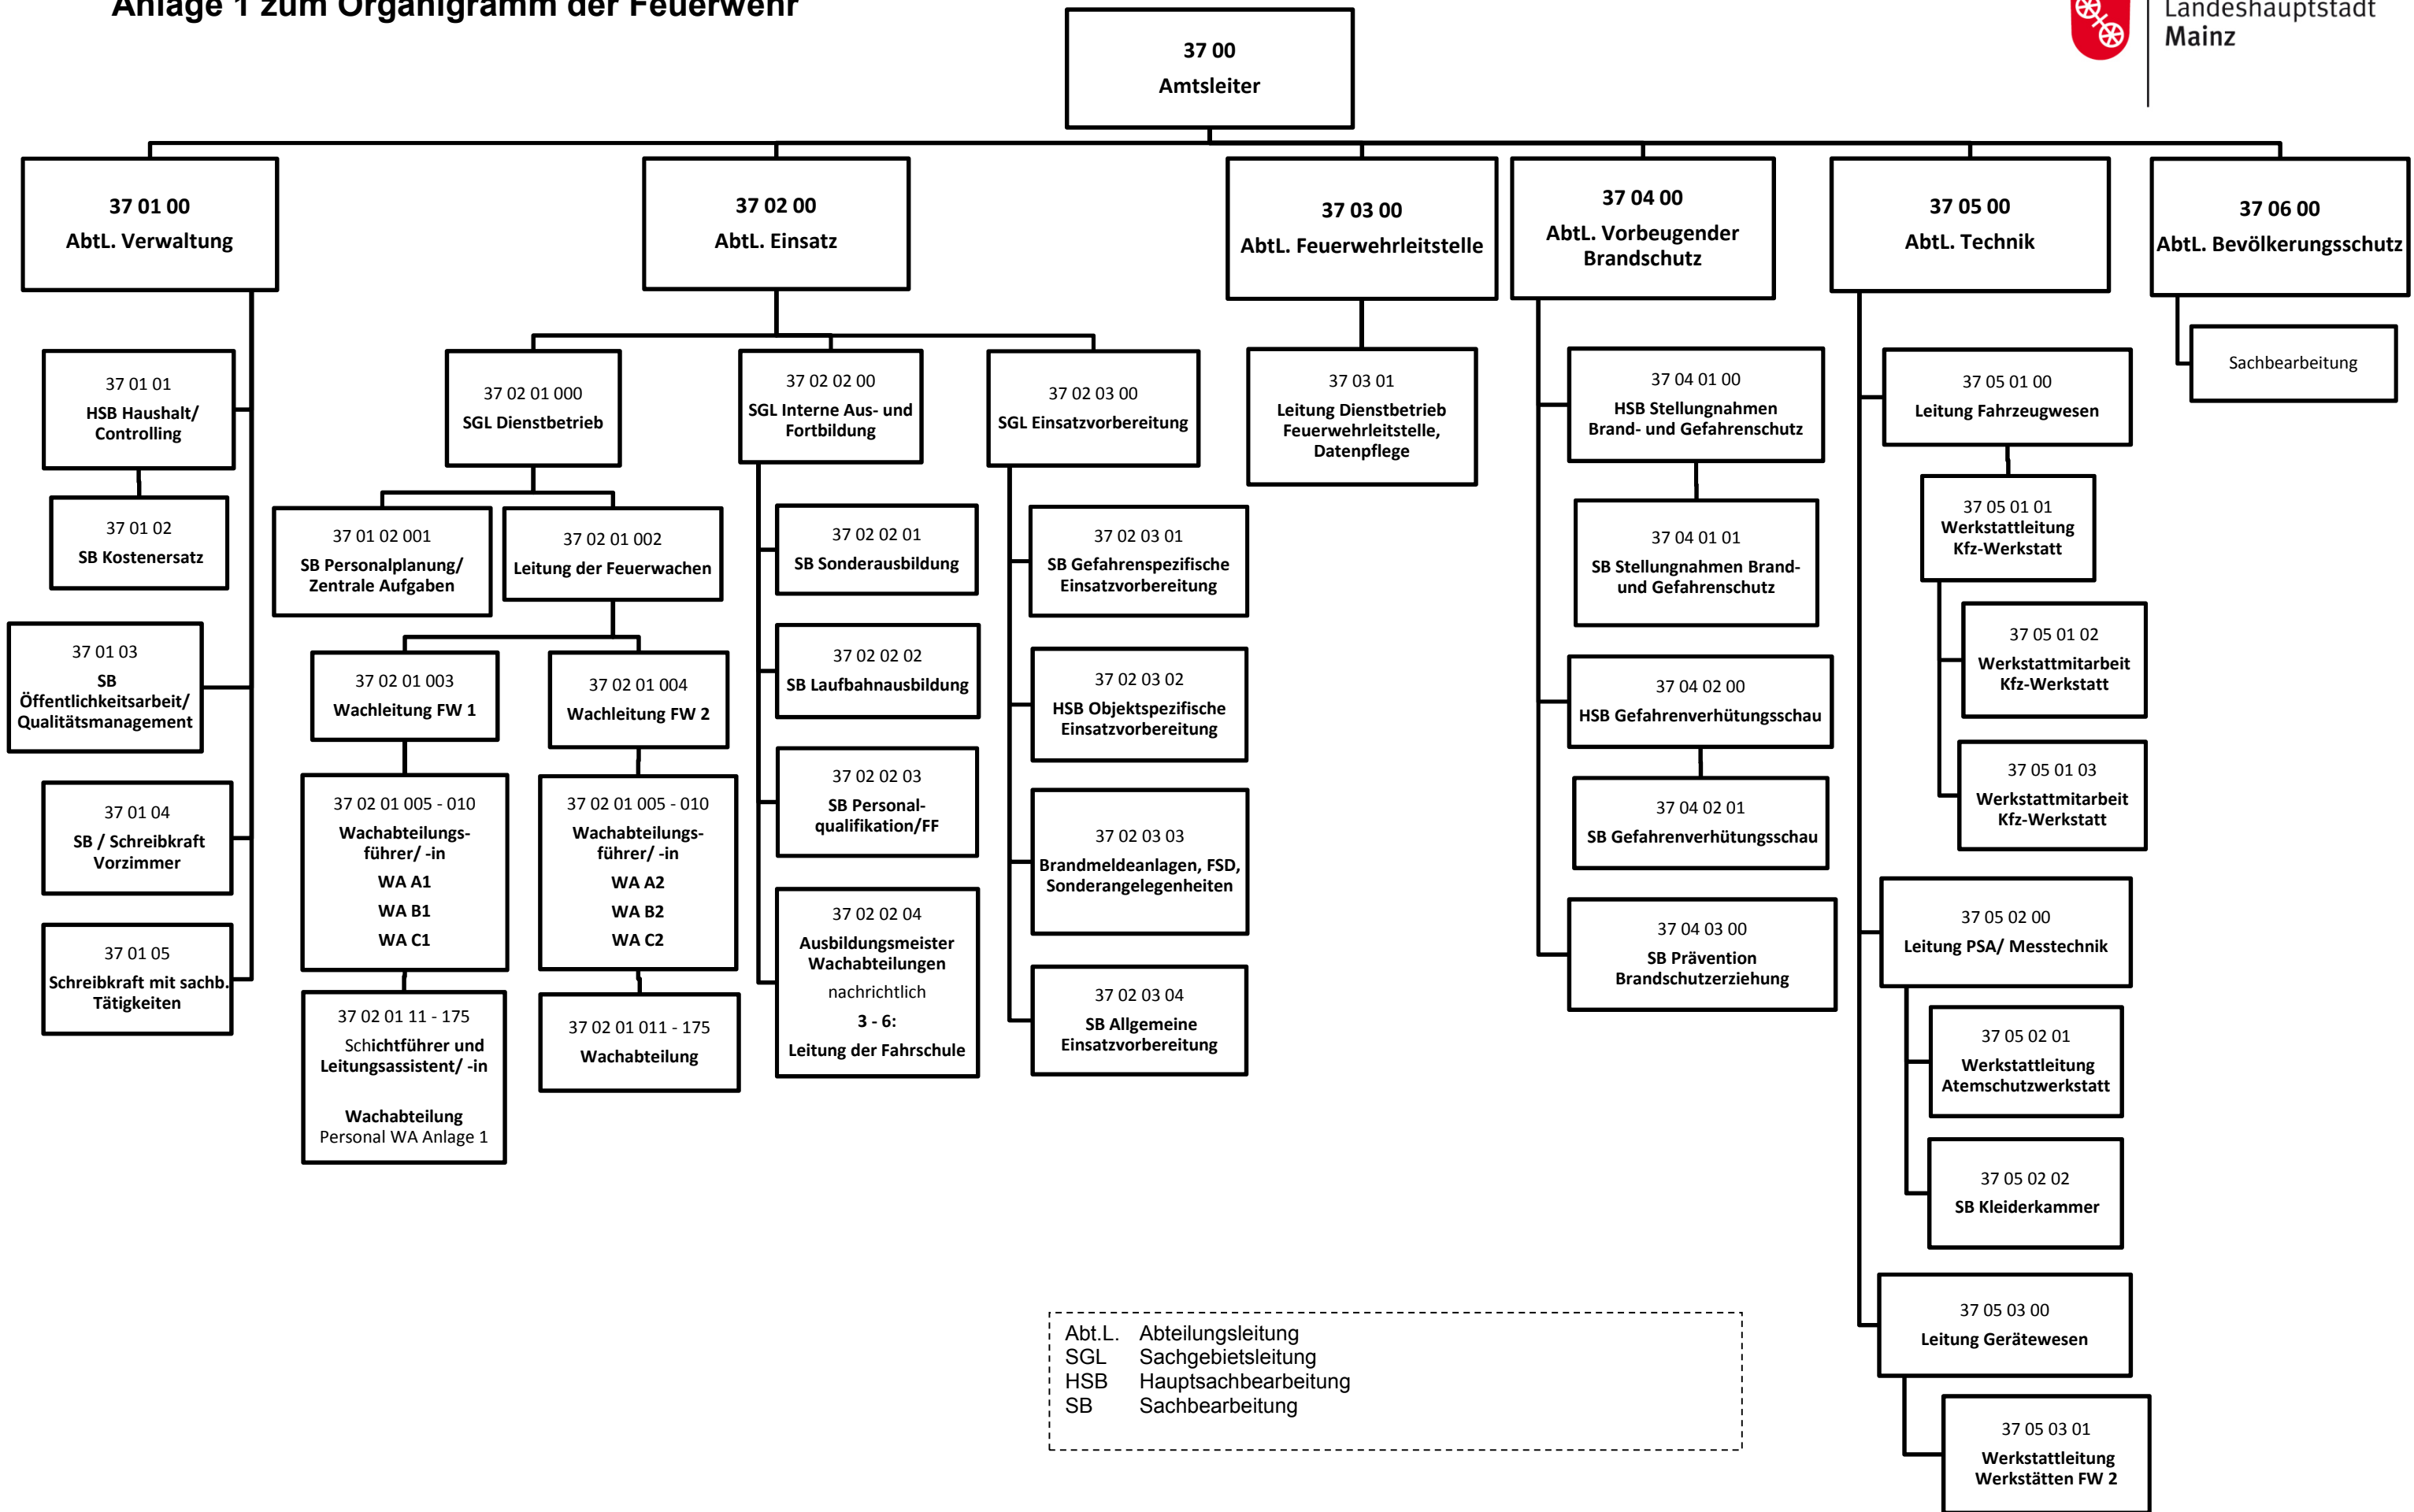 Anlage 1 zum Organigramm der Feuerwehr
Landeshauptstadt
Mainz
37 00
Amtsleiter
37 01 00
AbtL. Verwaltung
37 02 00
AbtL. Einsatz
37 03 00
AbtL. Feuerwehrleitstelle
37 04 00
AbtL. Vorbeugender
Brandschutz
37 05 00
AbtL. Technik
37 06 00
AbtL. Bevölkerungsschutz
37 01 01
HSB Haushalt/
Controlling
37 01 02
SB Kostenersatz
37 01 03
SB
Öffentlichkeitsarbeit/
Qualitätsmanagement
37 01 04
SB / Schreibkraft
Vorzimmer
37 01 05
Schreibkraft mit sachb.
Tätigkeiten
37 02 01 000
SGL Dienstbetrieb
37 01 02 001
SB Personalplanung/
Zentrale Aufgaben
37 02 01 002
Leitung der Feuerwachen
37 02 01 003
Wachleitung FW 1
37 02 01 004
Wachleitung FW 2
37 02 01 005 - 010
Wachabteilungs-
führer/ -in
WA A1
WA B1
WA C1
37 02 01 005 - 010
Wachabteilungs-
führer/ -in
WA A2
WA B2
WA C2
37 02 01 11 - 175
Schichtführer und
Leitungsassistent/ -in
Wachabteilung
Personal WA Anlage 1
37 02 01 011 - 175
Wachabteilung
37 02 02 00
SGL Interne Aus- und
Fortbildung
37 02 02 01
SB Sonderausbildung
37 02 02 02
SB Laufbahnausbildung
37 02 02 03
SB Personal-
qualifikation/FF
37 02 02 04
Ausbildungsmeister
Wachabteilungen
nachrichtlich
3 - 6:
Leitung der Fahrschule
37 02 03 00
SGL Einsatzvorbereitung
37 02 03 01
SB Gefahrenspezifische
Einsatzvorbereitung
37 02 03 02
HSB Objektspezifische
Einsatzvorbereitung
37 02 03 03
Brandmeldeanlagen, FSD,
Sonderangelegenheiten
37 02 03 04
SB Allgemeine
Einsatzvorbereitung
37 03 01
Leitung Dienstbetrieb
Feuerwehrleitstelle,
Datenpflege
37 04 01 00
HSB Stellungnahmen
Brand- und Gefahrenschutz
37 04 01 01
SB Stellungnahmen Brand-
und Gefahrenschutz
37 04 02 00
HSB Gefahrenverhütungsschau
37 04 02 01
SB Gefahrenverhütungsschau
37 04 03 00
SB Prävention
Brandschutzerziehung
37 05 01 00
Leitung Fahrzeugwesen
37 05 01 01
Werkstattleitung
Kfz-Werkstatt
37 05 01 02
Werkstattmitarbeit
Kfz-Werkstatt
37 05 01 03
Werkstattmitarbeit
Kfz-Werkstatt
37 05 02 00
Leitung PSA/ Messtechnik
37 05 02 01
Werkstattleitung
Atemschutzwerkstatt
37 05 02 02
SB Kleiderkammer
37 05 03 00
Leitung Gerätewesen
37 05 03 01
Werkstattleitung
Werkstätten FW 2
Sachbearbeitung
Abt.L. Abteilungsleitung
SGL Sachgebietsleitung
HSB Hauptsachbearbeitung
SB Sachbearbeitung